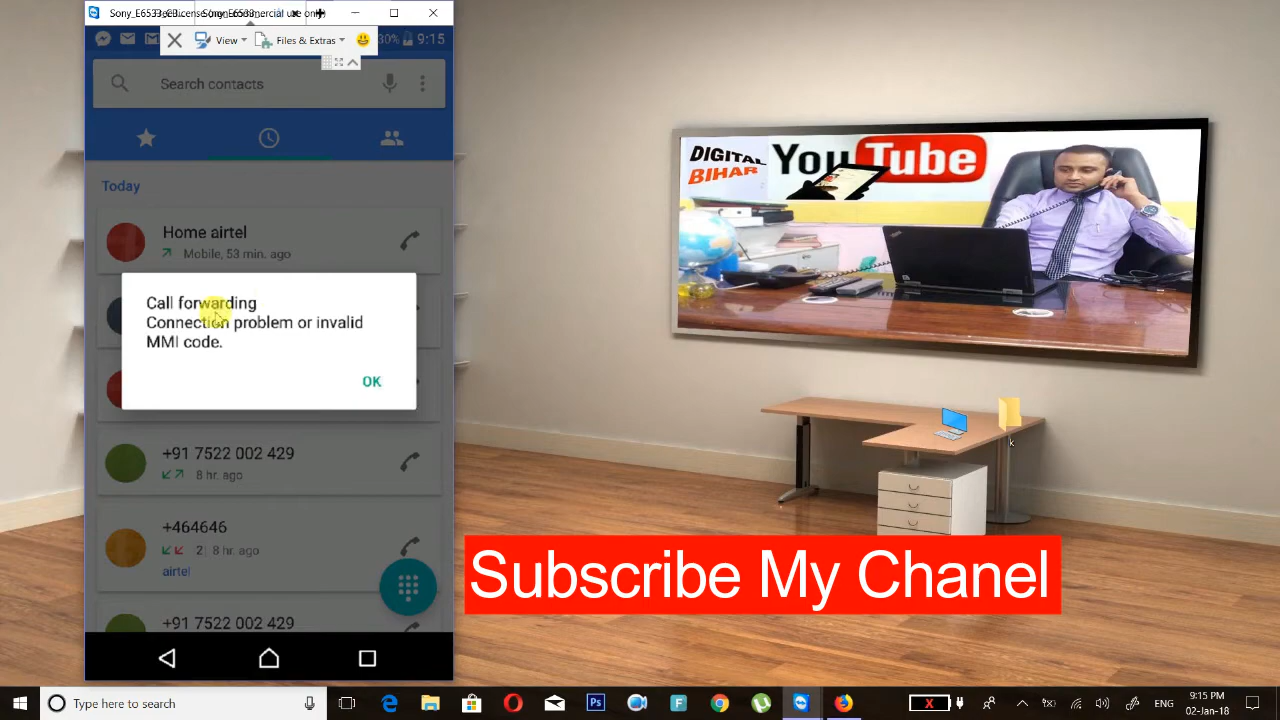 View
Files & Extras
30% 9:15
Search contacts
Today
Home airtel
Mobile, 53 min. ago
Call forwarding
Connection problem or invalid
MMI code.
OK
+91 7522 002 429
8 hr. ago
+464646
2 8 hr. ago
airtel
+91 7522 002 429
DIGITAL
BIHAR
YouTube
Subscribe My Chanel
Type here to search
ENG
9:15 PM
02-Jan-18